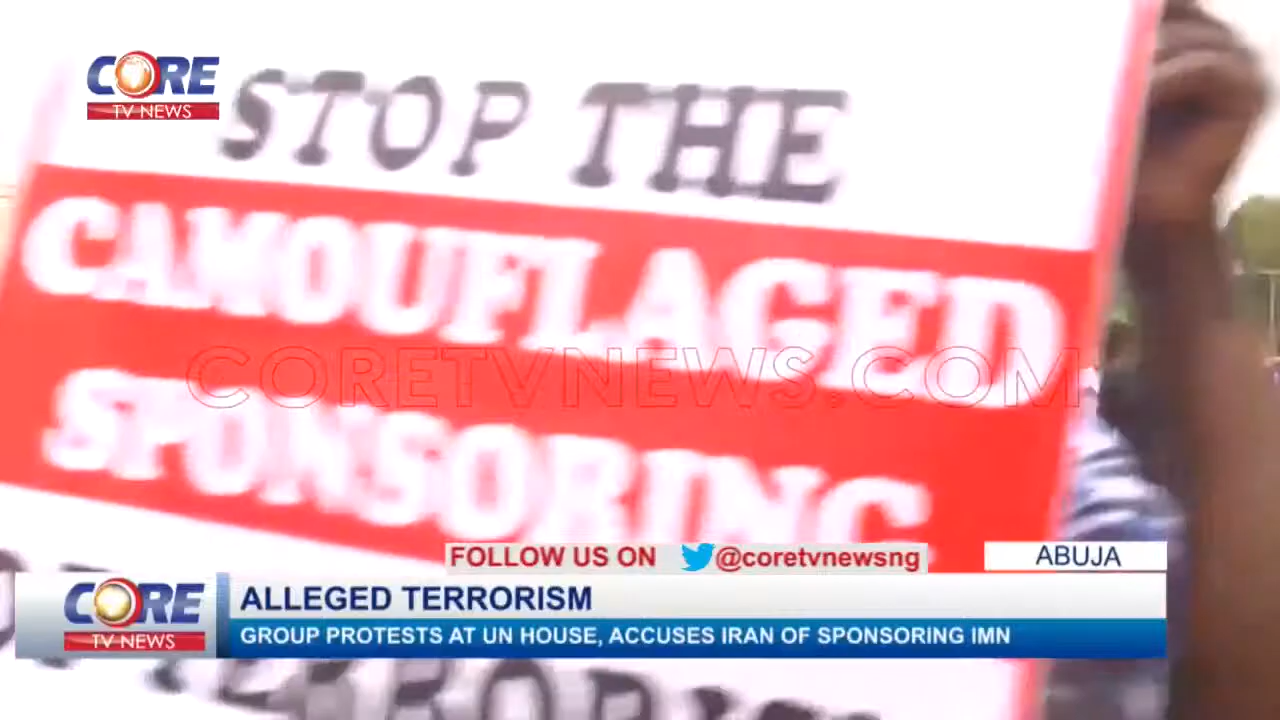 CORE
TV NEWS
STOP THE
CAMOUFLAGED
SPONSORING
CORETVNEWS.COM
FOLLOW US ON @coretvnewsng
ABUJA
CORE
TV NEWS
ALLEGED TERRORISM
GROUP PROTESTS AT UN HOUSE, ACCUSES IRAN OF SPONSORING IMN